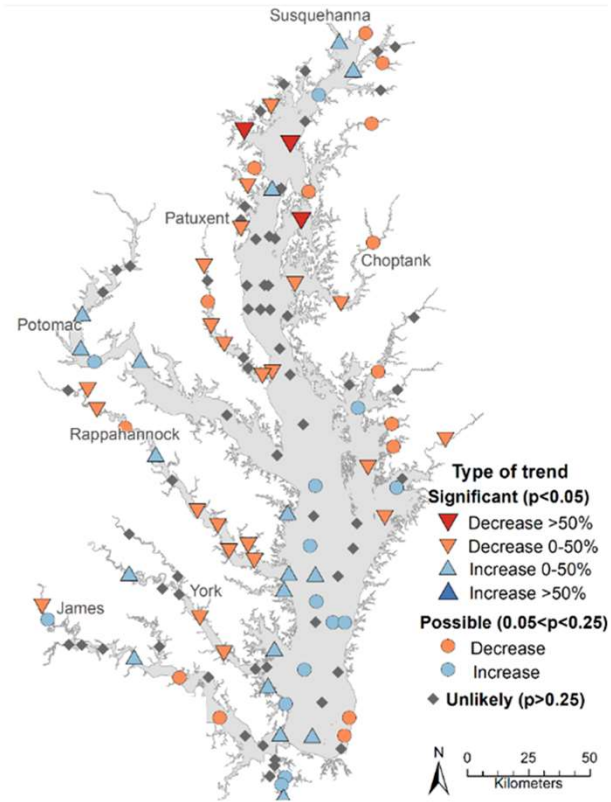 Susquehanna
Patuxent
Choptank
Potomac
Rappahannock
York
James
Type of trend
Significant (p<0.05)
Decrease >50%
Decrease 0-50%
Increase 0-50%
Increase >50%
Possible (0.05<p<0.25)
Decrease
Increase
Unlikely (p>0.25)
N
0 25 50
Kilometers